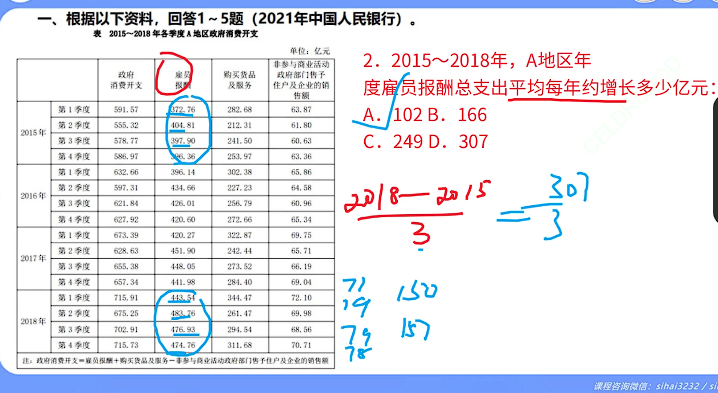 一、根据以下资料，回答1～5题（2021年中国人民银行）。
表 2015～2018年各季度A地区政府消费开支
单位：亿元
政府消费开支 雇员报酬 购买货品及服务 非参与商业活动政府部门售予住户及企业的销售额
2015年 第1季度 591.57 372.76 282.68 63.87
第2季度 555.32 404.81 212.31 61.80
第3季度 578.77 397.90 241.50 60.63
第4季度 586.97 396.36 253.97 63.36
2016年 第1季度 632.66 396.14 302.38 65.86
第2季度 597.31 434.66 227.23 64.58
第3季度 621.84 426.01 256.79 60.96
第4季度 627.92 420.60 272.66 65.34
2017年 第1季度 673.39 420.27 322.87 69.75
第2季度 628.63 451.90 242.44 65.71
第3季度 655.38 448.05 273.52 66.19
第4季度 657.34 441.98 284.40 69.04
2018年 第1季度 715.91 443.54 344.47 72.10
第2季度 675.25 483.76 261.47 69.98
第3季度 702.91 476.93 294.54 68.56
第4季度 715.73 474.76 311.68 70.71
注：政府消费开支=雇员报酬+购买货品及服务-非参与商业活动政府部门售予住户及企业的销售额
2．2015～2018年，A地区年
度雇员报酬总支出平均每年约增长多少亿元：
A．102 B．166
C．249 D．307
2018-2015
3
=
307
3
71
79
79
78
150
157
课程咨询微信：sihai3232 /